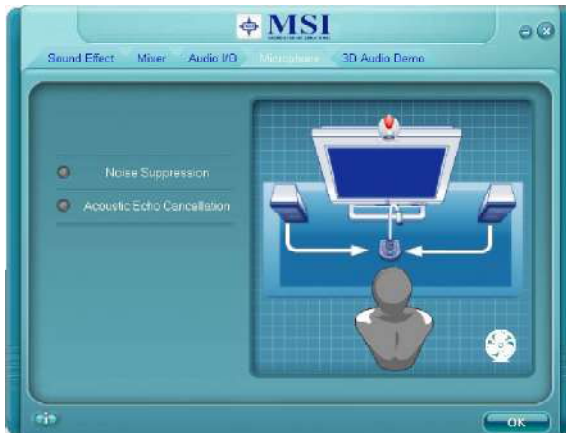 MSI
Sound Effect Mixer Audio I/O Microphone 3D Audio Demo
Noise Suppression
Acoustic Echo Cancellation
OK